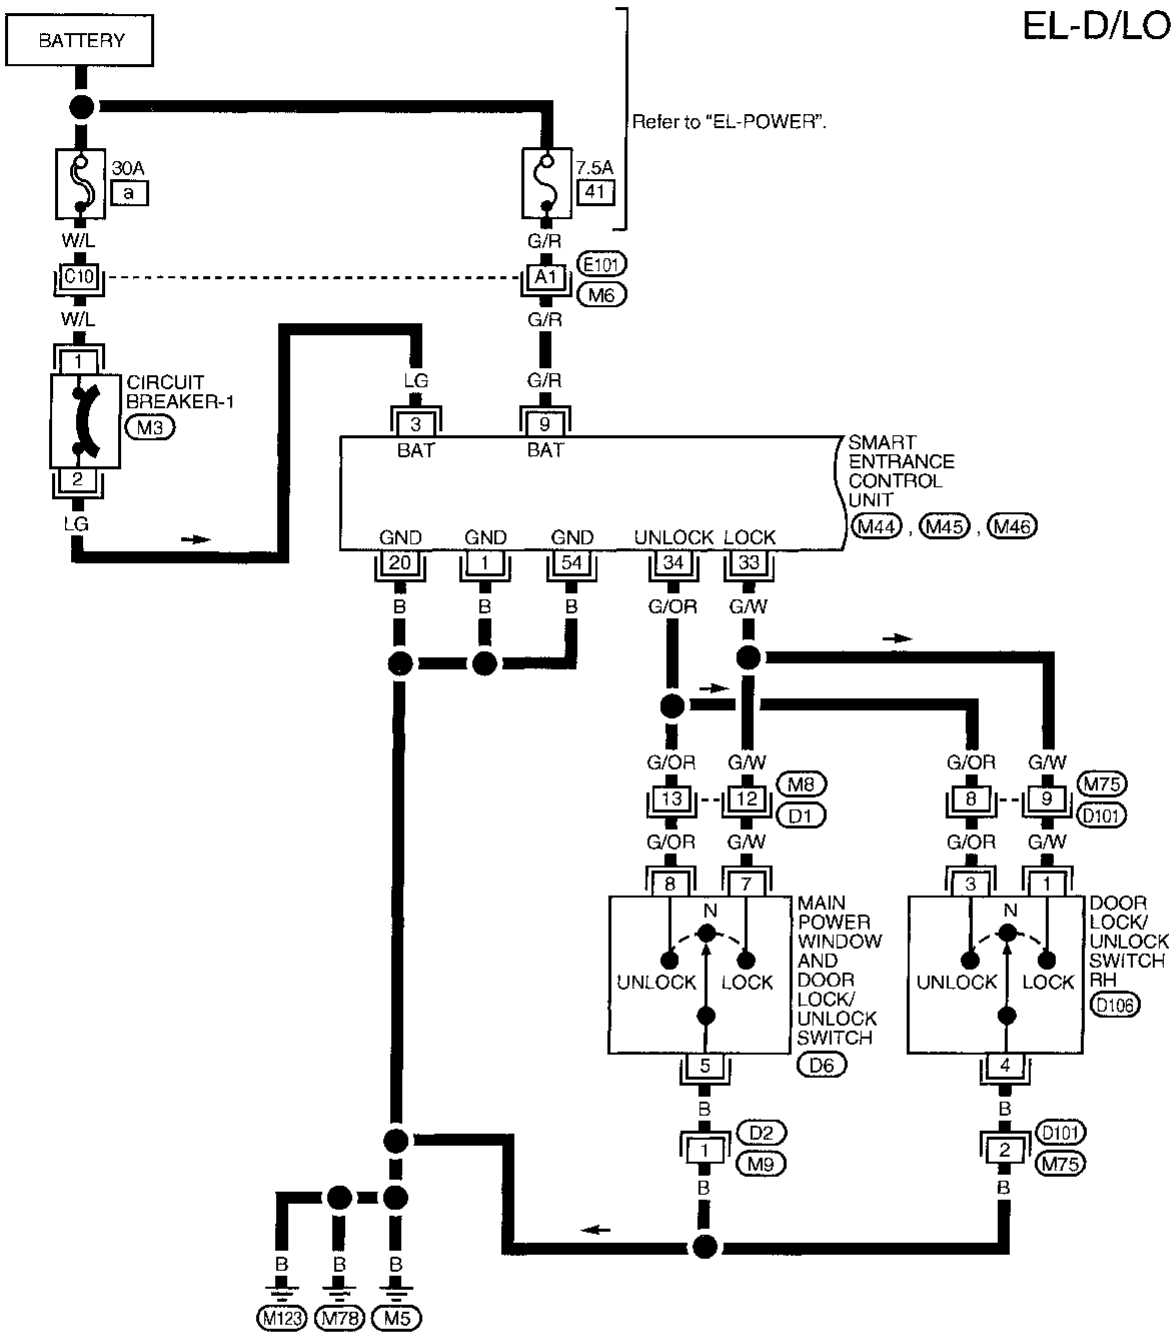 EL-D/LO
BATTERY
Refer to "EL-POWER".
30A
a
7.5A
41
W/L
G/R
C10
A1
E101
M6
W/L
G/R
1
CIRCUIT
BREAKER-1
M3
2
LG
LG
G/R
3
9
BAT
BAT
SMART
ENTRANCE
CONTROL
UNIT
M44 , M45 , M46
GND
GND
GND
UNLOCK
LOCK
20
1
54
34
33
B
B
B
G/OR
G/W
G/OR
G/W
G/OR
G/W
13
12
M8
D1
8
9
M75
D101
G/OR
G/W
G/OR
G/W
8
7
3
1
N
UNLOCK
LOCK
MAIN
POWER
WINDOW
AND
DOOR
LOCK/
UNLOCK
SWITCH
D6
N
UNLOCK
LOCK
DOOR
LOCK/
UNLOCK
SWITCH
RH
D106
5
4
B
B
1
D2
M9
2
D101
M75
B
B
B
B
B
M123
M78
M5